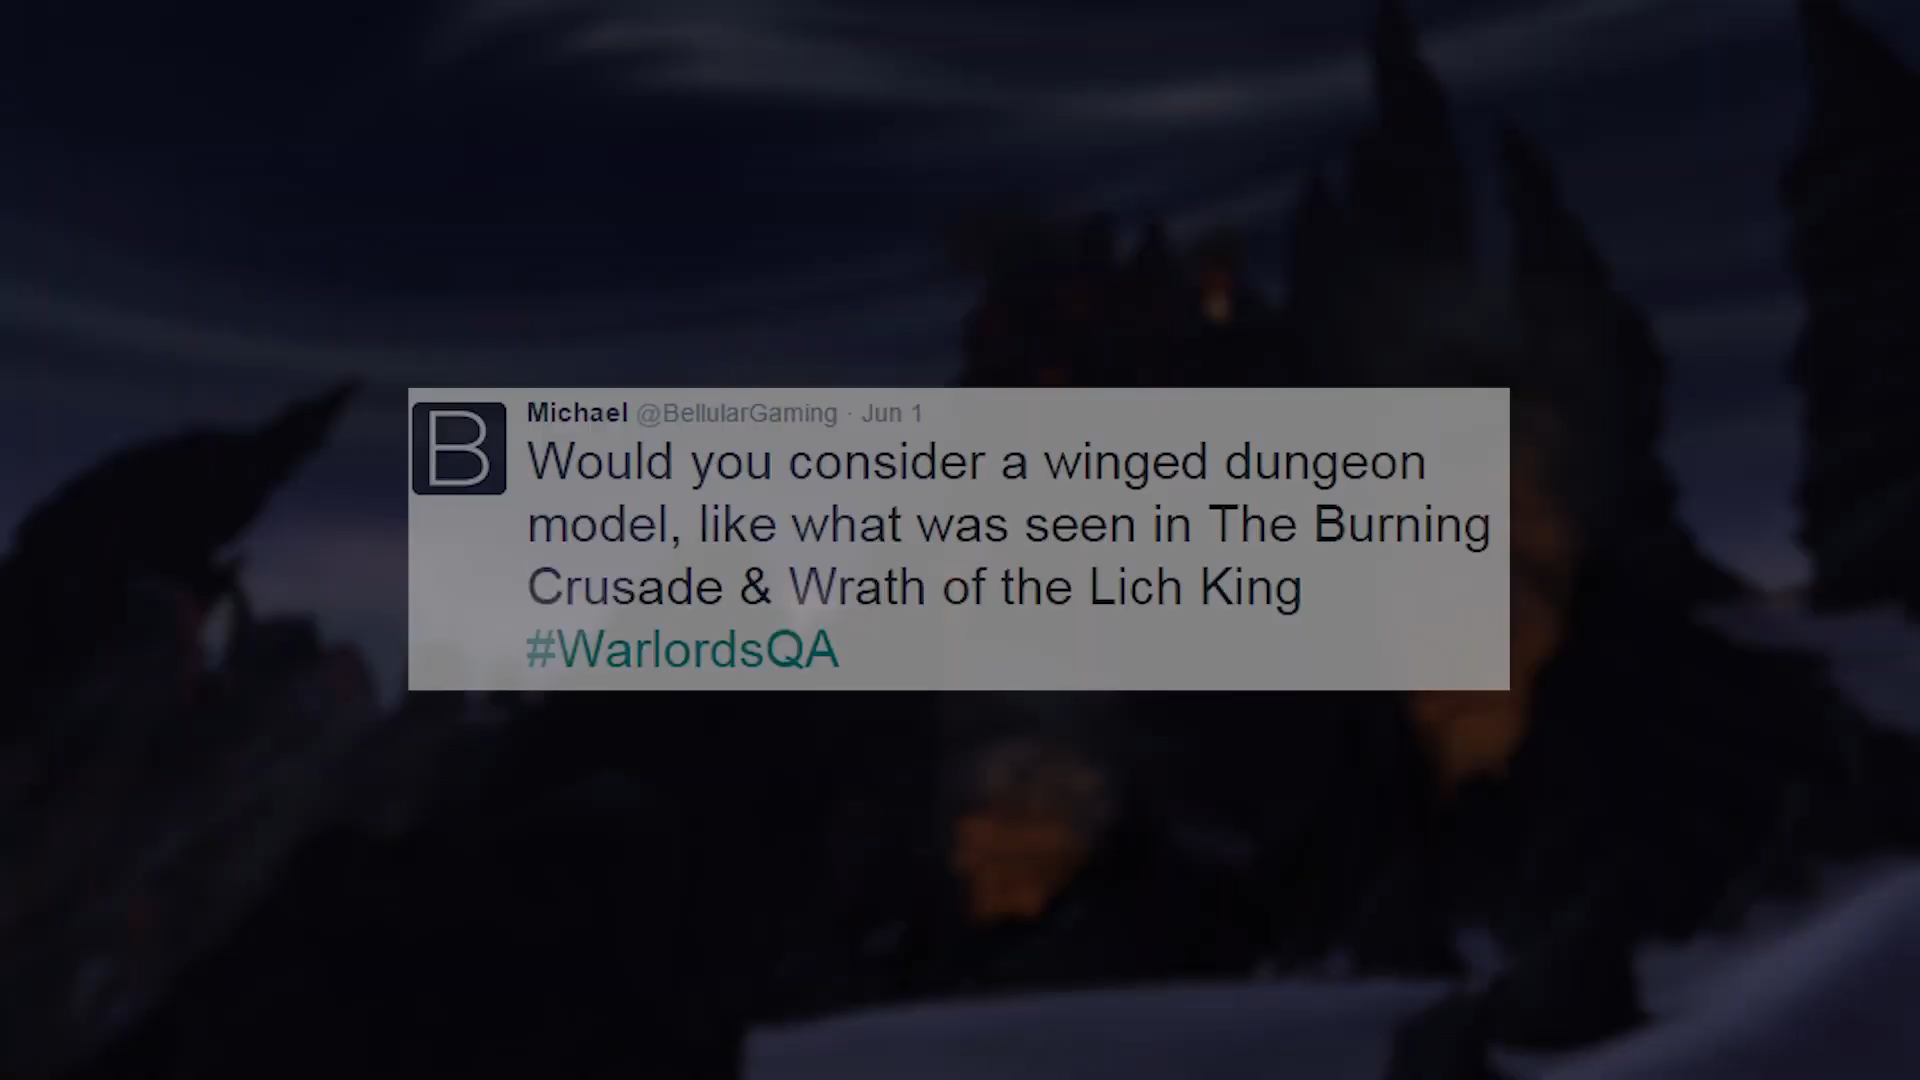 B
Michael @BellularGaming · Jun 1
Would you consider a winged dungeon
model, like what was seen in The Burning
Crusade & Wrath of the Lich King
#WarlordsQA